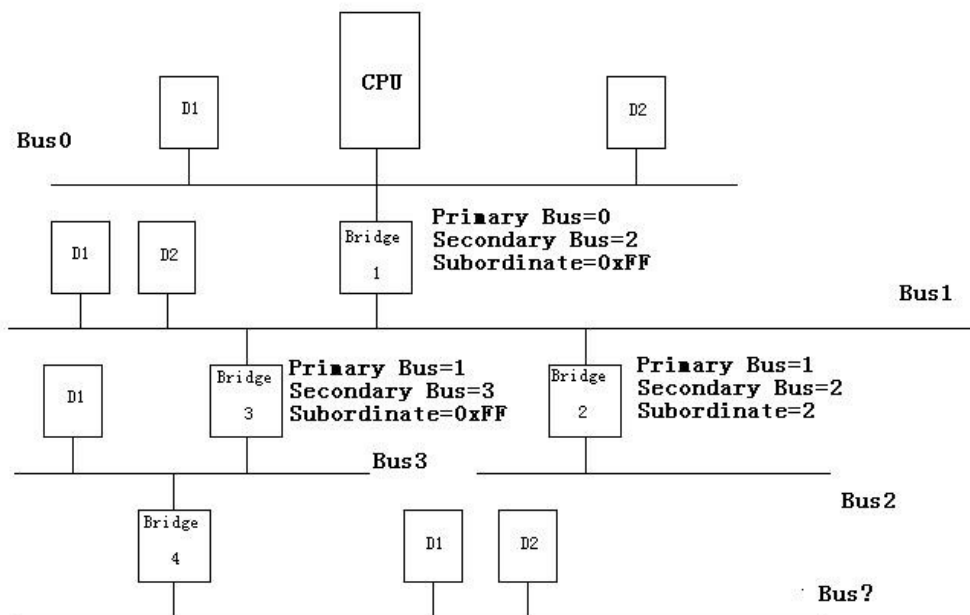 CPU
D1
D2
Bus0
Primary Bus=0
Secondary Bus=2
Subordinate=0xFF
Bridge
1
D1
D2
Bus1
Primary Bus=1
Secondary Bus=3
Subordinate=0xFF
Primary Bus=1
Secondary Bus=2
Subordinate=2
D1
Bridge
3
Bridge
2
Bus3
Bus2
Bridge
4
D1
D2
Bus?